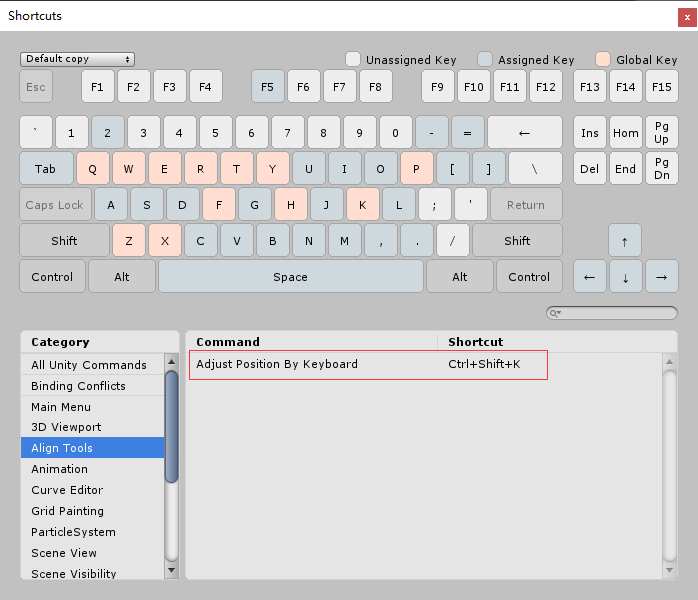 Shortcuts
x
Default copy
Unassigned Key
Assigned Key
Global Key
Esc F1 F2 F3 F4 F5 F6 F7 F8 F9 F10 F11 F12 F13 F14 F15
` 1 2 3 4 5 6 7 8 9 0 - = ← Ins Hom Pg Up
Tab Q W E R T Y U I O P [ ] \ Del End Pg Dn
Caps Lock A S D F G H J K L ; ' Return
Shift Z X C V B N M , . / Shift ↑
Control Alt Space Alt Control ← ↓ →
Category
All Unity Commands
Binding Conflicts
Main Menu
3D Viewport
Align Tools
Animation
Curve Editor
Grid Painting
ParticleSystem
Scene View
Scene Visibility
Command Shortcut
Adjust Position By Keyboard Ctrl+Shift+K